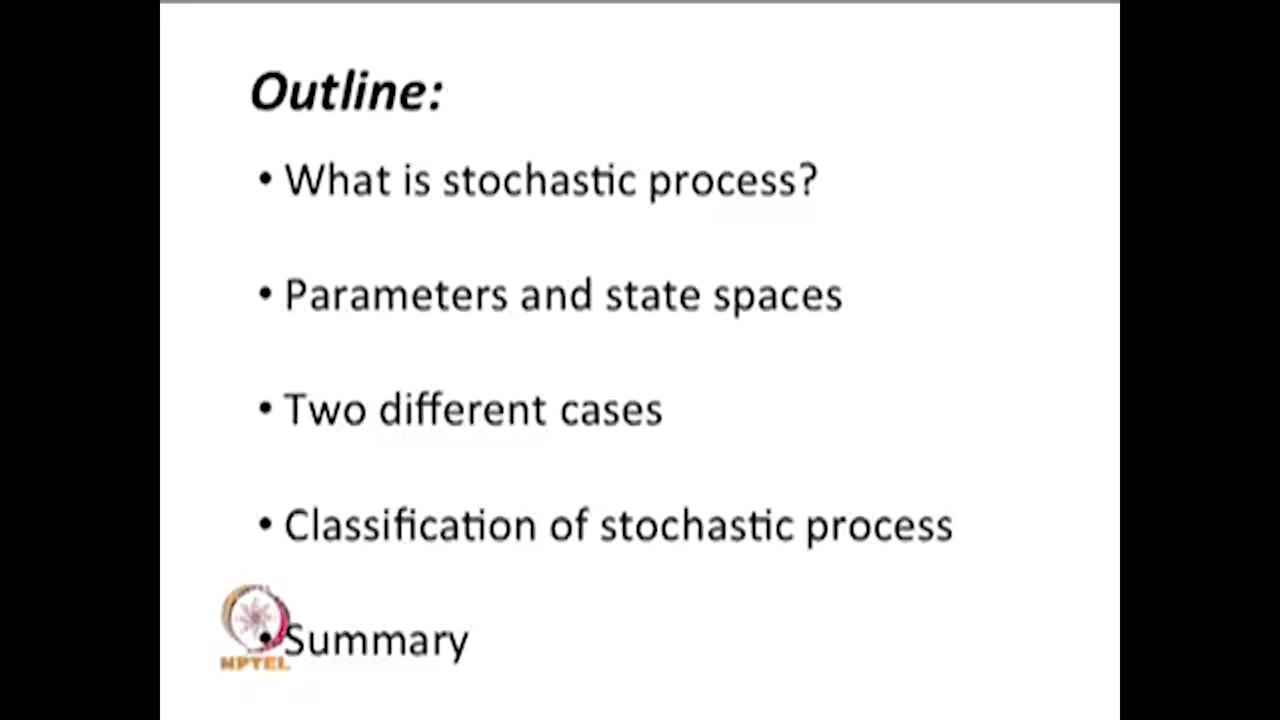 Outline:
• What is stochastic process?
• Parameters and state spaces
• Two different cases
• Classification of stochastic process
• Summary
NPTEL